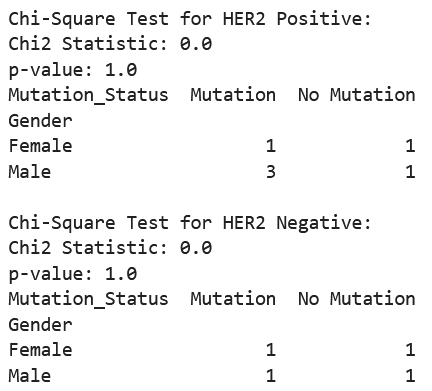 Chi-Square Test for HER2 Positive:
Chi2 Statistic: 0.0
p-value: 1.0
Mutation_Status  Mutation  No Mutation
Gender
Female                  1            1
Male                    3            1

Chi-Square Test for HER2 Negative:
Chi2 Statistic: 0.0
p-value: 1.0
Mutation_Status  Mutation  No Mutation
Gender
Female                  1            1
Male                    1            1